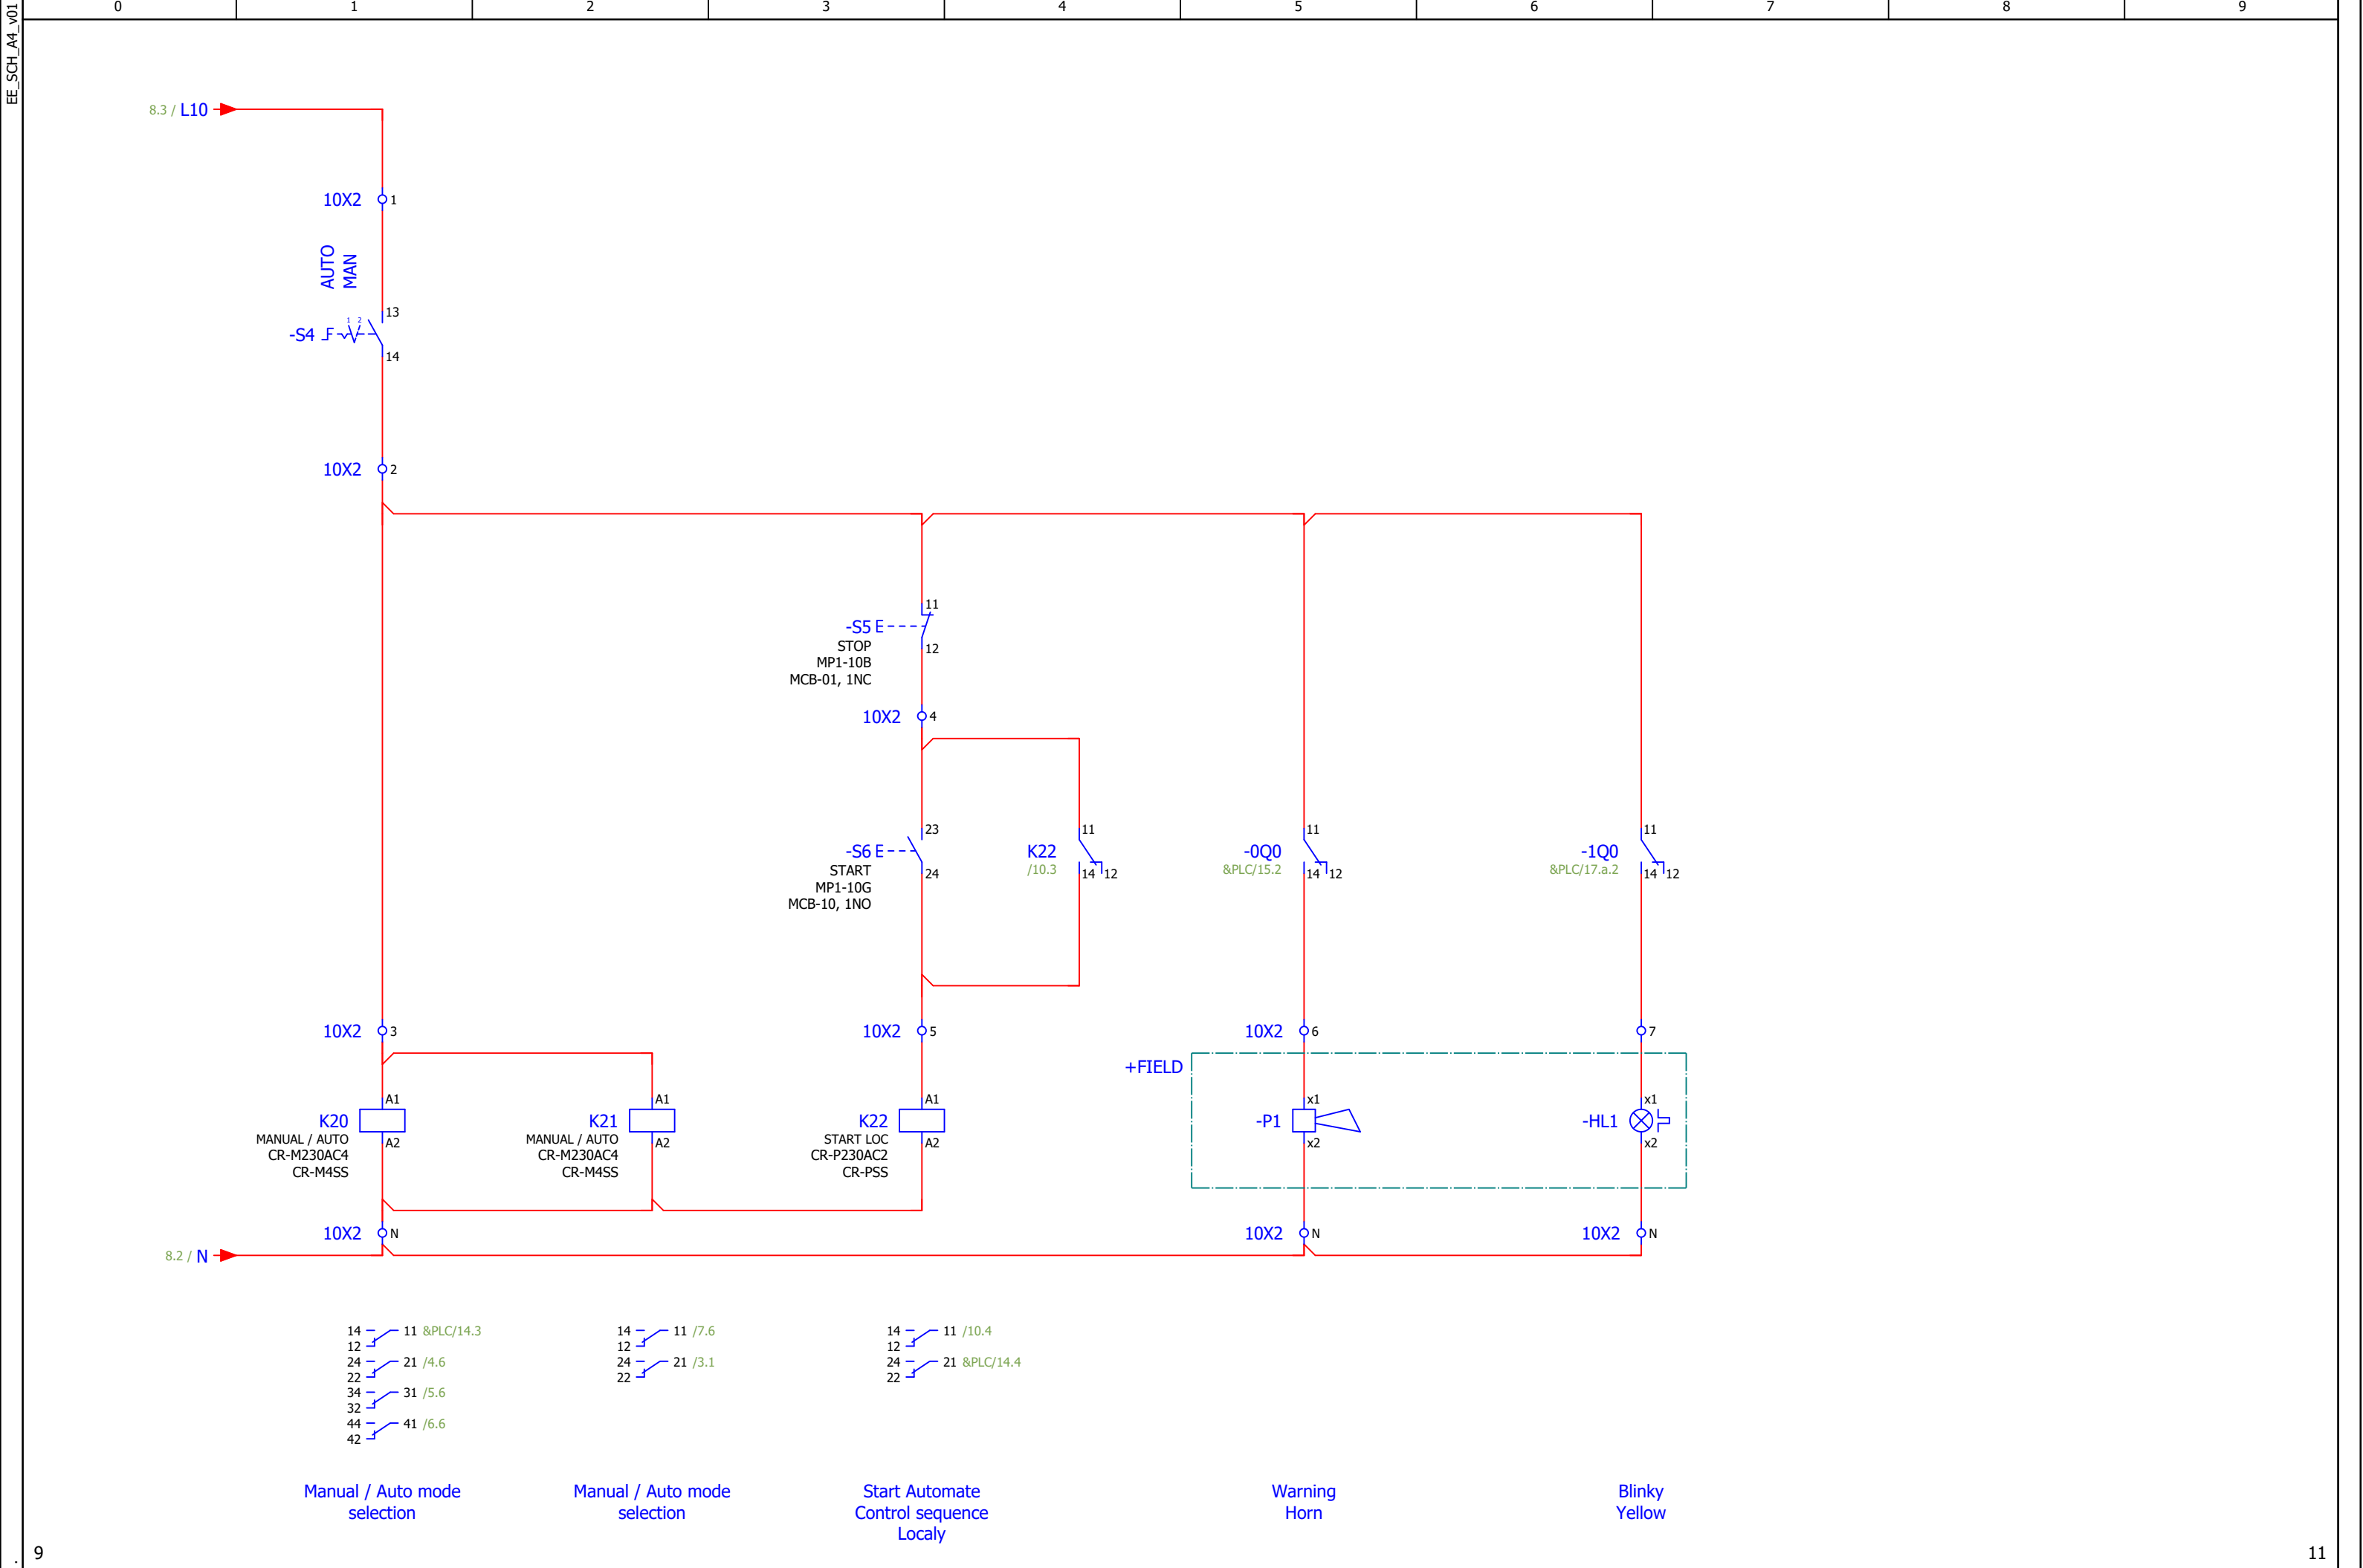 0 1 2 3 4 5 6 7 8 9
EE_SCH_A4_v01
8.3 / L10
10X2 1
AUTO
MAN
13
-S4 1 2
14
10X2 2
11
-S5
STOP 12
MP1-10B
MCB-01, 1NC
10X2 4
23 11 11 11
-S6 K22 -0Q0 -1Q0
START 24 /10.3 14 12 &PLC/15.2 14 12 &PLC/17.a.2 14 12
MP1-10G
MCB-10, 1NO
10X2 3 10X2 5 10X2 6 7
+FIELD
A1 A1 A1 x1 x1
K20 K21 K22 -P1 -HL1
MANUAL / AUTO A2 MANUAL / AUTO A2 START LOC A2 x2 x2
CR-M230AC4 CR-M230AC4 CR-P230AC2
CR-M4SS CR-M4SS CR-PSS
10X2 N 10X2 N 10X2 N
8.2 / N
14 11 &PLC/14.3 14 11 /7.6 14 11 /10.4
12 12 12
24 21 /4.6 24 21 /3.1 24 21 &PLC/14.4
22 22 22
34 31 /5.6
32
44 41 /6.6
42
Manual / Auto mode Manual / Auto mode Start Automate Warning Blinky
selection selection Control sequence Horn Yellow
Localy
9 11